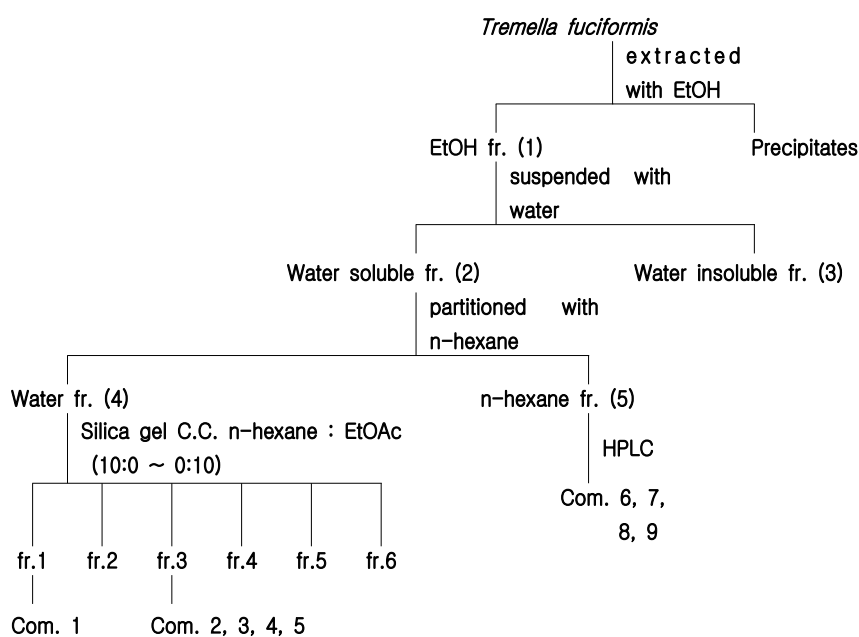 Tremella fuciformis
extracted
with EtOH
EtOH fr. (1)
Precipitates
suspended with
water
Water soluble fr. (2)
Water insoluble fr. (3)
partitioned with
n-hexane
Water fr. (4)
n-hexane fr. (5)
Silica gel C.C. n-hexane : EtOAc
(10:0 ~ 0:10)
HPLC
Com. 6, 7,
8, 9
fr.1 fr.2 fr.3 fr.4 fr.5 fr.6
Com. 1
Com. 2, 3, 4, 5